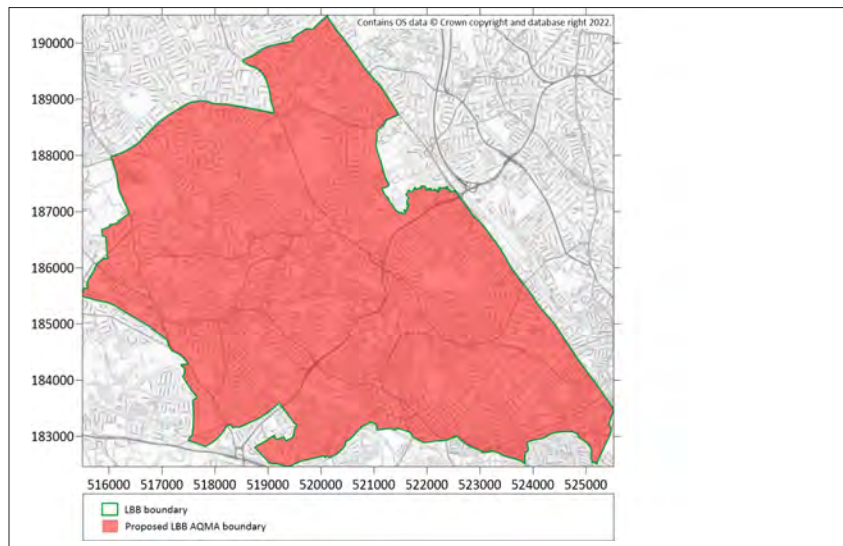 Contains OS data © Crown copyright and database right 2022.
190000
189000
188000
187000
186000
185000
184000
183000
516000 517000 518000 519000 520000 521000 522000 523000 524000 525000
LBB boundary
Proposed LBB AQMA boundary